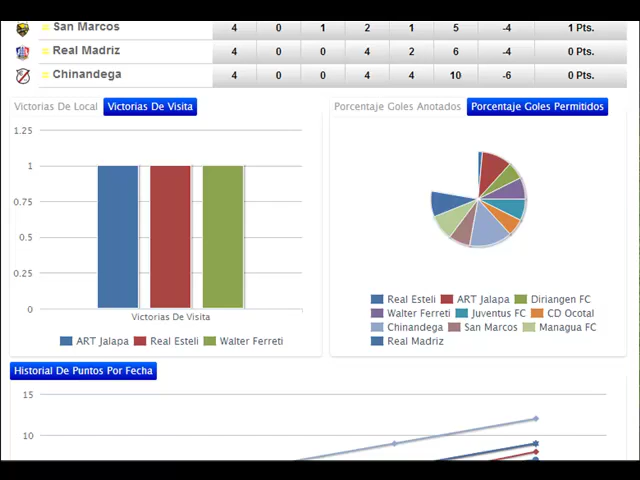 San Marcos 4 0 1 2 1 5 -4 1 Pts.
= Real Madriz 4 0 0 4 2 6 -4 0 Pts.
= Chinandega 4 0 0 4 4 10 -6 0 Pts.
Victorias De Local Victorias De Visita
Porcentaje Goles Anotados Porcentaje Goles Permitidos
1.25
1
0.75
0.5
0.25
0
Victorias De Visita
ART Jalapa Real Esteli Walter Ferreti
Real Esteli ART Jalapa Diriangen FC
Walter Ferreti Juventus FC CD Ocotal
Chinandega San Marcos Managua FC
Real Madriz
Historial De Puntos Por Fecha
15
10